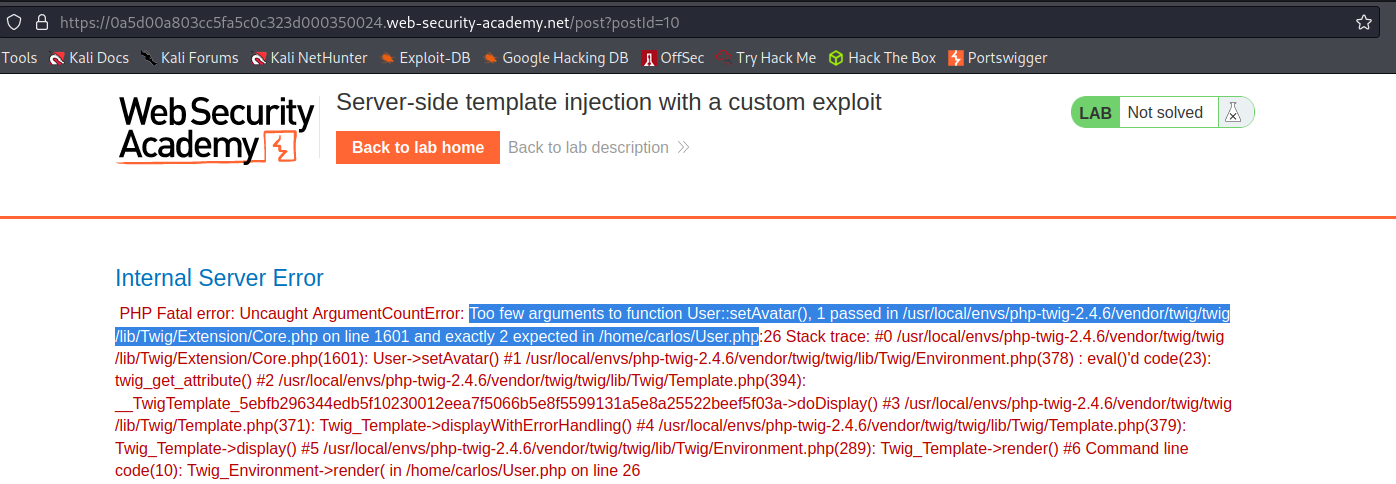 https://0a5d00a803cc5fa5c0c323d000350024.web-security-academy.net/post?postId=10
Tools Kali Docs Kali Forums Kali NetHunter Exploit-DB Google Hacking DB OffSec Try Hack Me Hack The Box Portswigger
Web Security
Academy
Server-side template injection with a custom exploit
Back to lab home Back to lab description
LAB Not solved
Internal Server Error
PHP Fatal error: Uncaught ArgumentCountError: Too few arguments to function User::setAvatar(), 1 passed in /usr/local/envs/php-twig-2.4.6/vendor/twig/twig
/lib/Twig/Extension/Core.php on line 1601 and exactly 2 expected in /home/carlos/User.php:26 Stack trace: #0 /usr/local/envs/php-twig-2.4.6/vendor/twig/twig
/lib/Twig/Extension/Core.php(1601): User->setAvatar() #1 /usr/local/envs/php-twig-2.4.6/vendor/twig/twig/lib/Twig/Environment.php(378) : eval()'d code(23):
twig_get_attribute() #2 /usr/local/envs/php-twig-2.4.6/vendor/twig/twig/lib/Twig/Template.php(394):
__TwigTemplate_5ebfb296344edb5f10230012eea7f5066b5e8f5599131a5e8a25522beef5f03a->doDisplay() #3 /usr/local/envs/php-twig-2.4.6/vendor/twig/twig
/lib/Twig/Template.php(371): Twig_Template->displayWithErrorHandling() #4 /usr/local/envs/php-twig-2.4.6/vendor/twig/twig/lib/Twig/Template.php(379):
Twig_Template->display() #5 /usr/local/envs/php-twig-2.4.6/vendor/twig/twig/lib/Twig/Environment.php(289): Twig_Template->render() #6 Command line
code(10): Twig_Environment->render( in /home/carlos/User.php on line 26